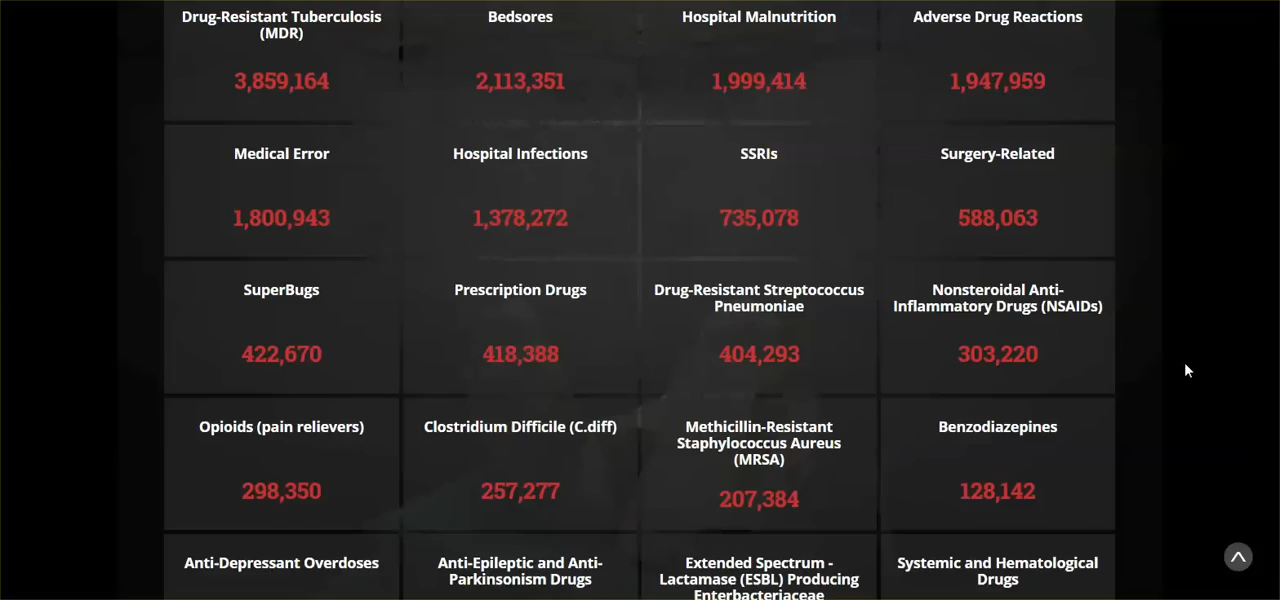 Drug-Resistant Tuberculosis
(MDR)
3,859,164
Bedsores
2,113,351
Hospital Malnutrition
1,999,414
Adverse Drug Reactions
1,947,959
Medical Error
1,800,943
Hospital Infections
1,378,272
SSRIs
735,078
Surgery-Related
588,063
SuperBugs
422,670
Prescription Drugs
418,388
Drug-Resistant Streptococcus
Pneumoniae
404,293
Nonsteroidal Anti-
Inflammatory Drugs (NSAIDs)
303,220
Opioids (pain relievers)
298,350
Clostridium Difficile (C.diff)
257,277
Methicillin-Resistant
Staphylococcus Aureus
(MRSA)
207,384
Benzodiazepines
128,142
Anti-Depressant Overdoses
Anti-Epileptic and Anti-
Parkinsonism Drugs
Extended Spectrum -
Lactamase (ESBL) Producing
Enterbacteriaceae
Systemic and Hematological
Drugs